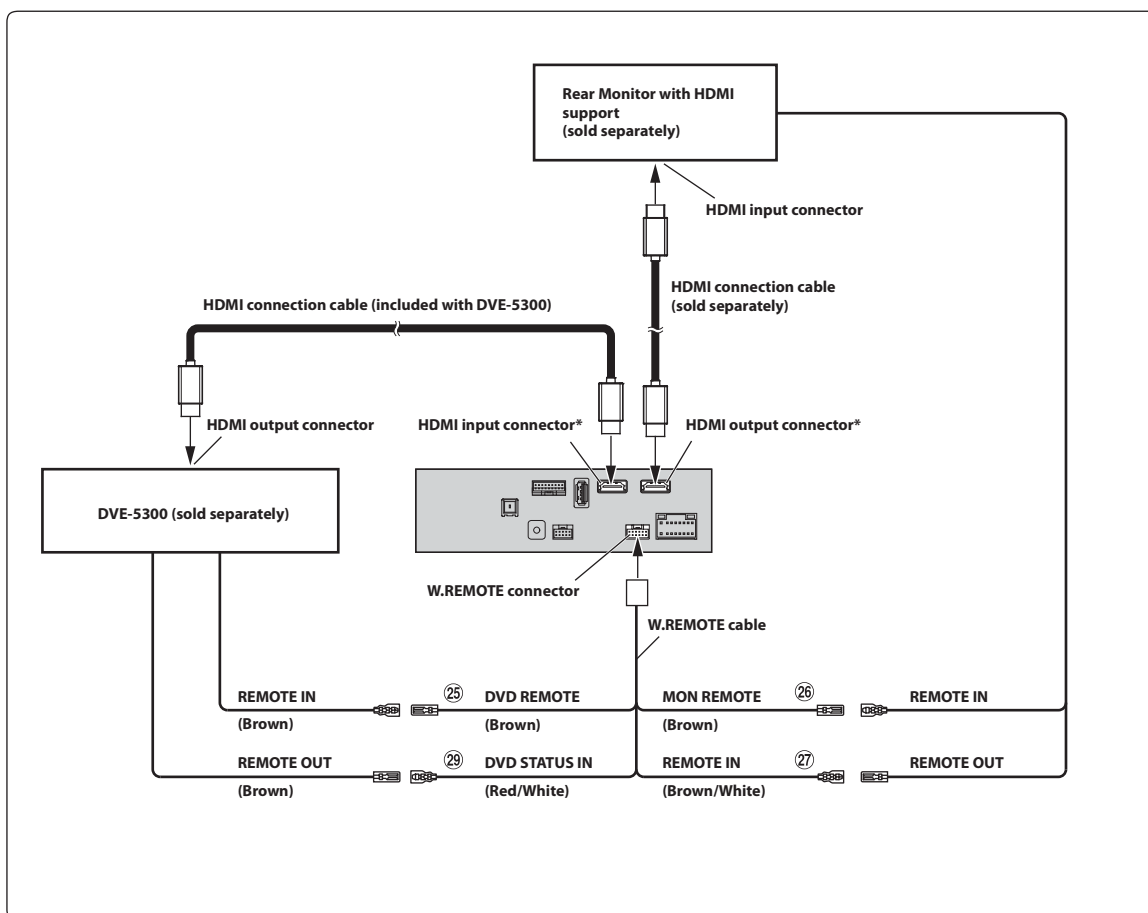 Rear Monitor with HDMI
support
(sold separately)
HDMI input connector
HDMI connection cable
(sold separately)
HDMI connection cable (included with DVE-5300)
HDMI output connector
HDMI input connector*
HDMI output connector*
DVE-5300 (sold separately)
W.REMOTE connector
W.REMOTE cable
REMOTE IN
(Brown)
㉕
DVD REMOTE
(Brown)
MON REMOTE
(Brown)
㉖
REMOTE IN
REMOTE OUT
(Brown)
㉙
DVD STATUS IN
(Red/White)
REMOTE IN
(Brown/White)
㉗
REMOTE OUT